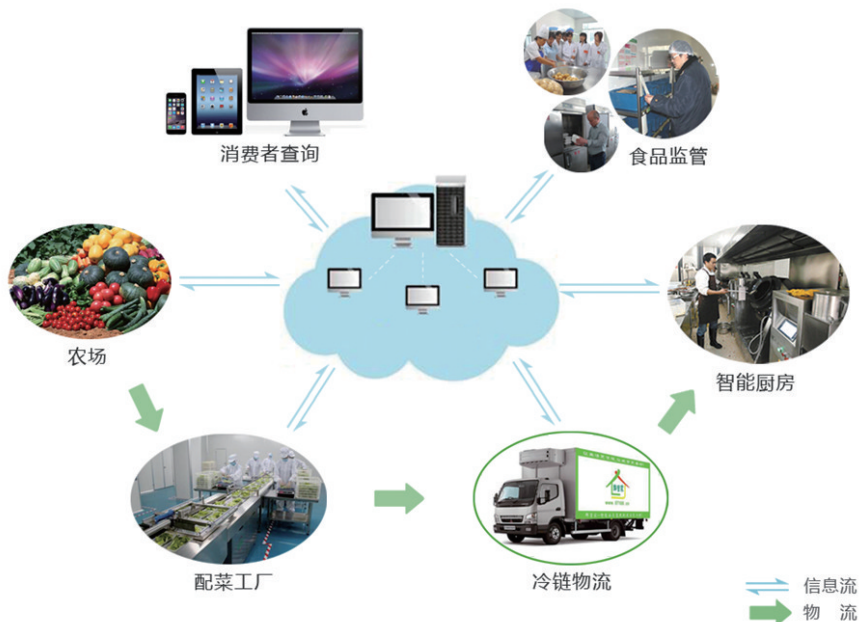 消费者查询
食品监管
农场
智能厨房
配菜工厂
冷链物流
信息流
物 流